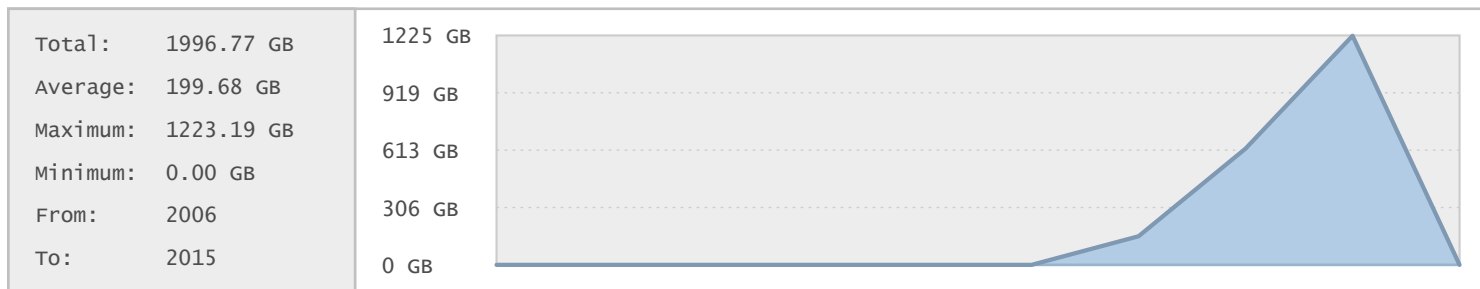 Total: 1996.77 GB
Average: 199.68 GB
Maximum: 1223.19 GB
Minimum: 0.00 GB
From: 2006
To: 2015
1225 GB
919 GB
613 GB
306 GB
0 GB